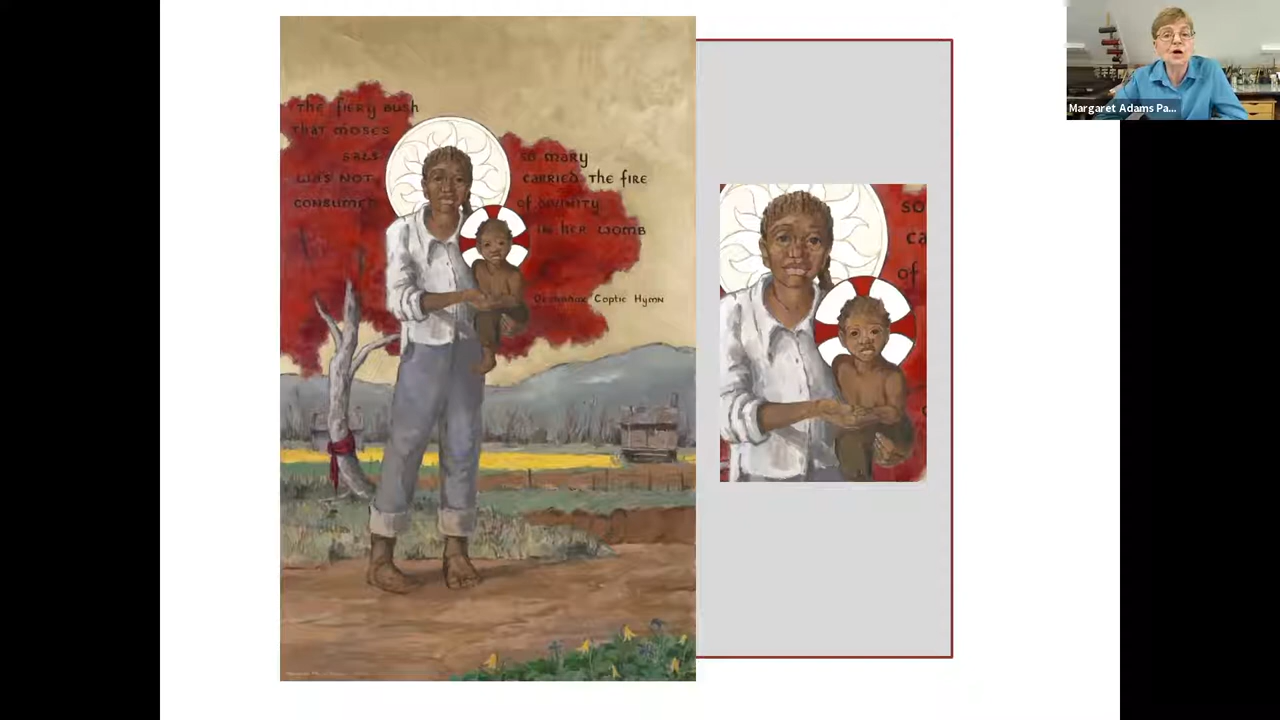 The fiery bush
that moses
saw
was not
consumed
so mary
carried the fire
of divinity
in her womb
Orthodox Coptic Hymn
so
ca
of
Margaret Adams Pa...